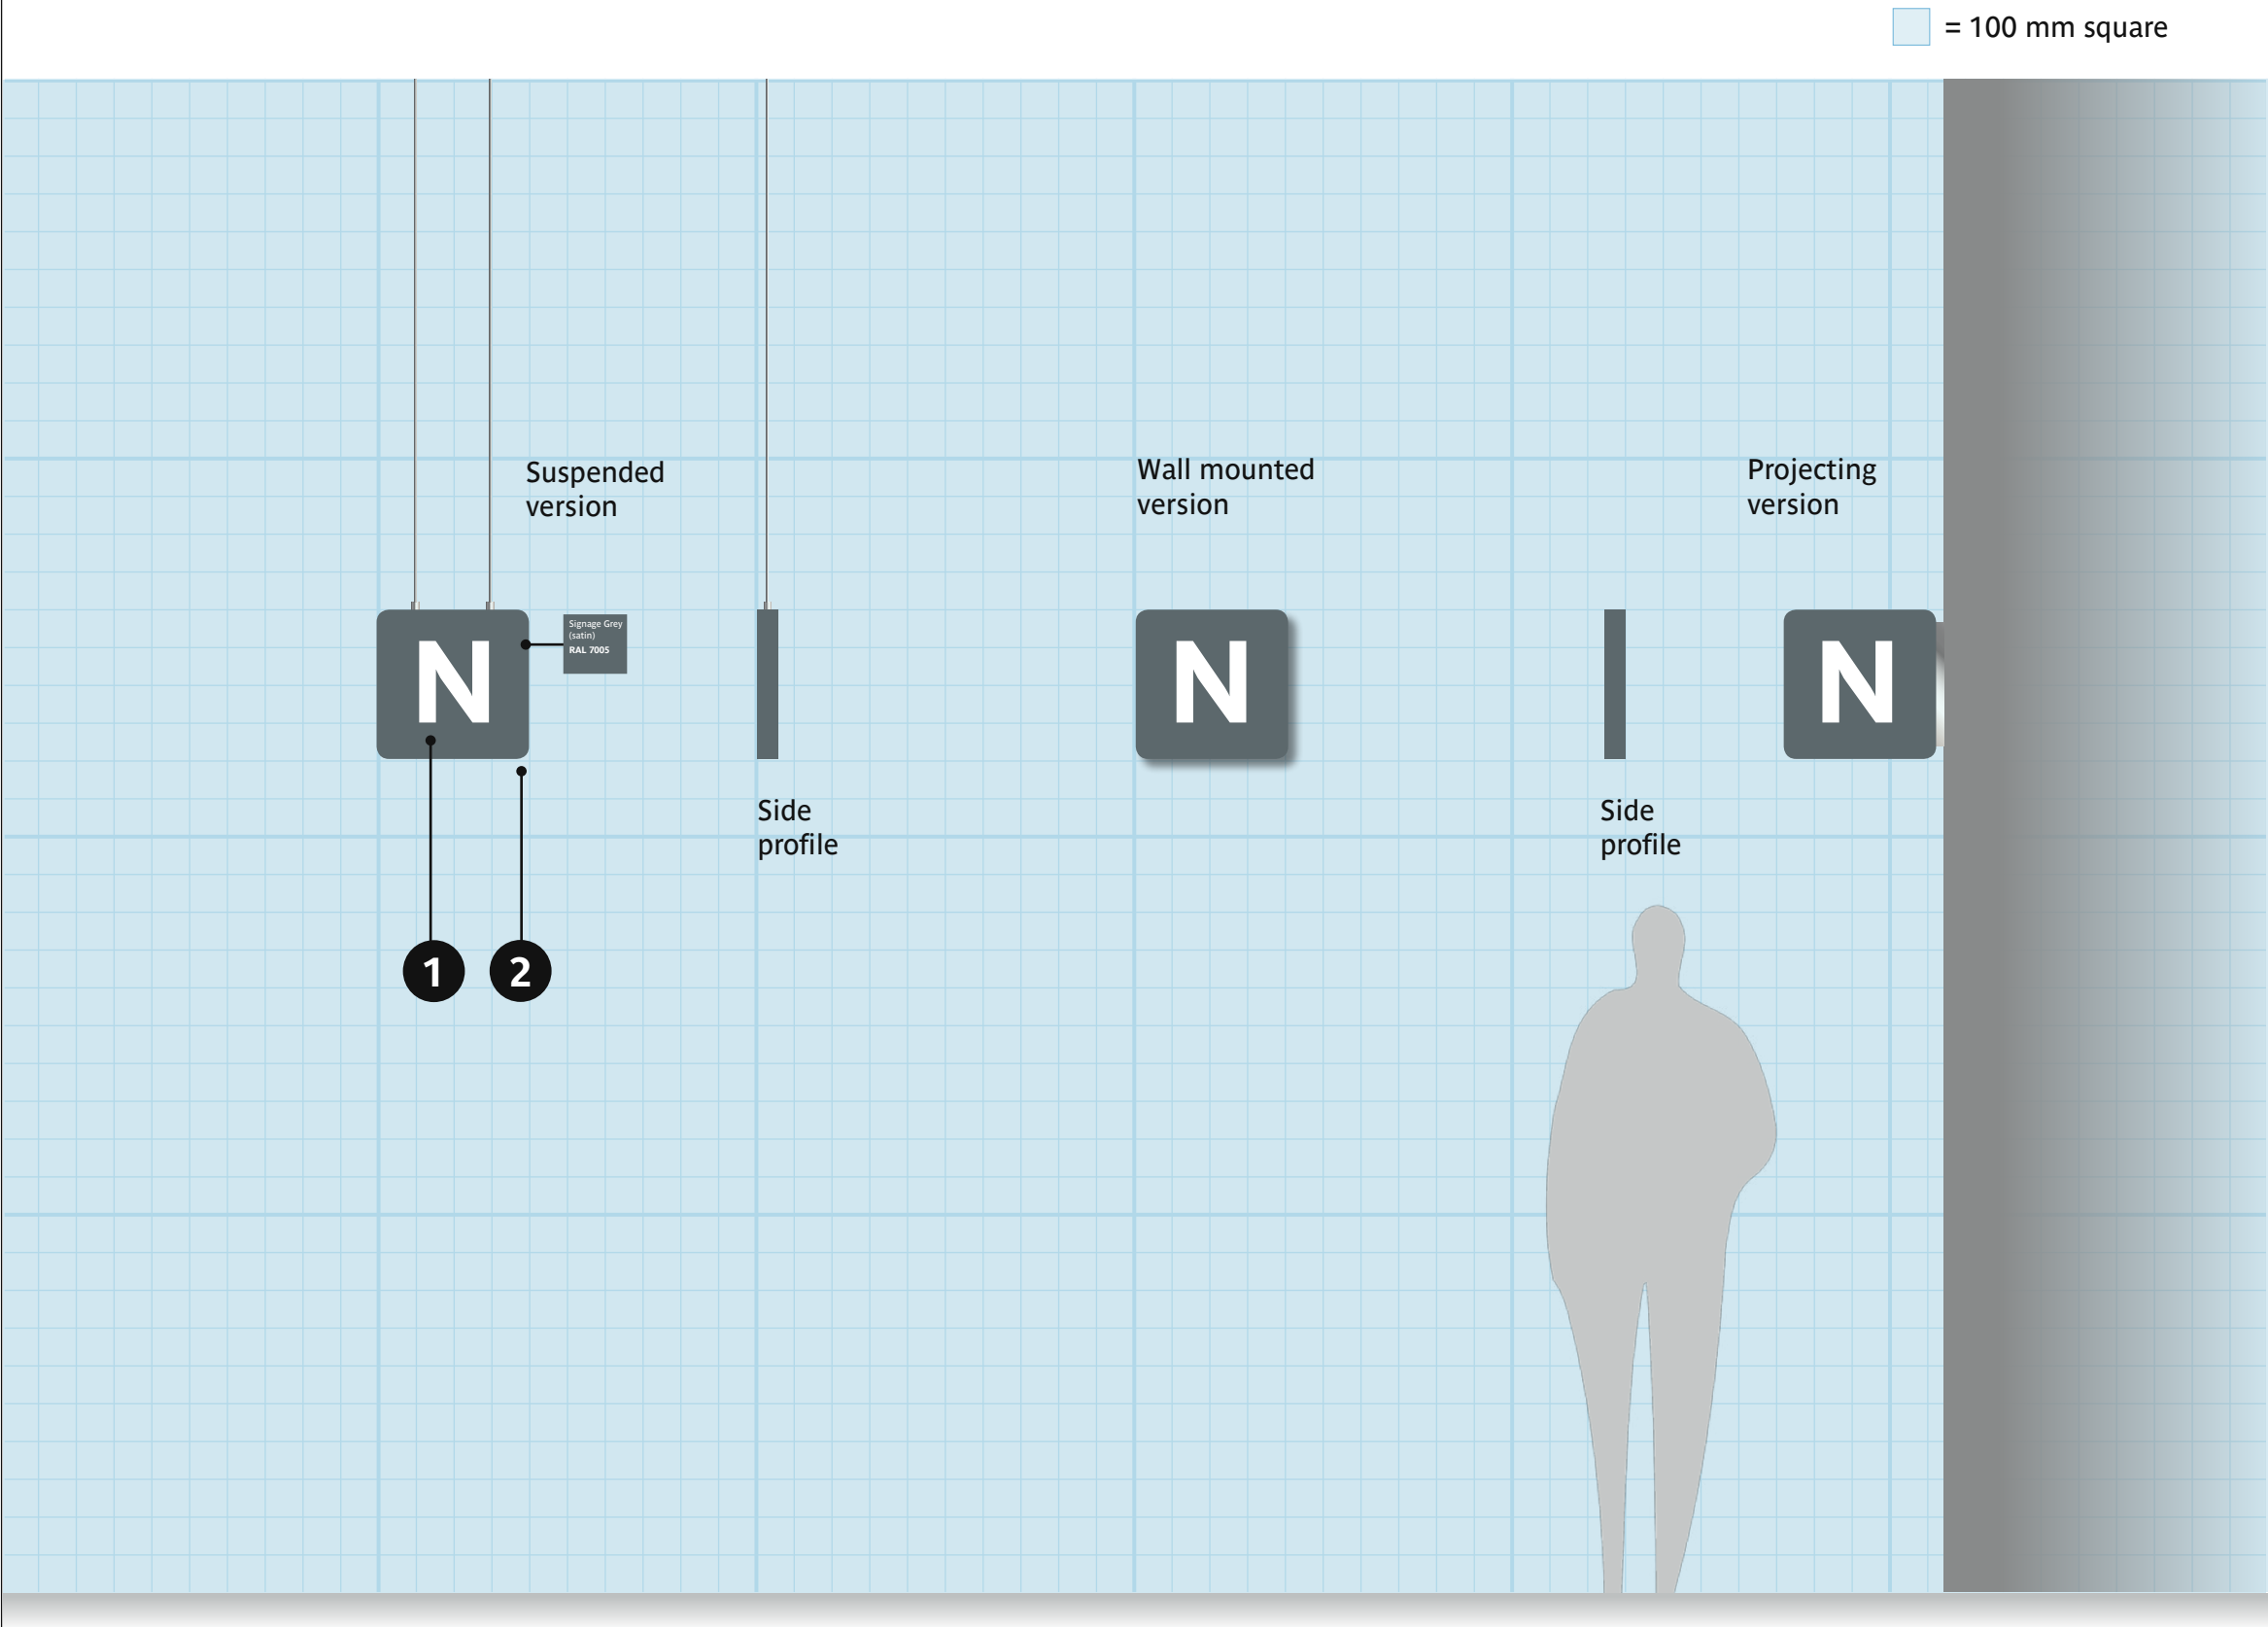 = 100 mm square
Suspended
version
Wall mounted
version
Projecting
version
N
Signage Grey
(satin)
RAL 7005
N
N
Side
profile
Side
profile
1
2